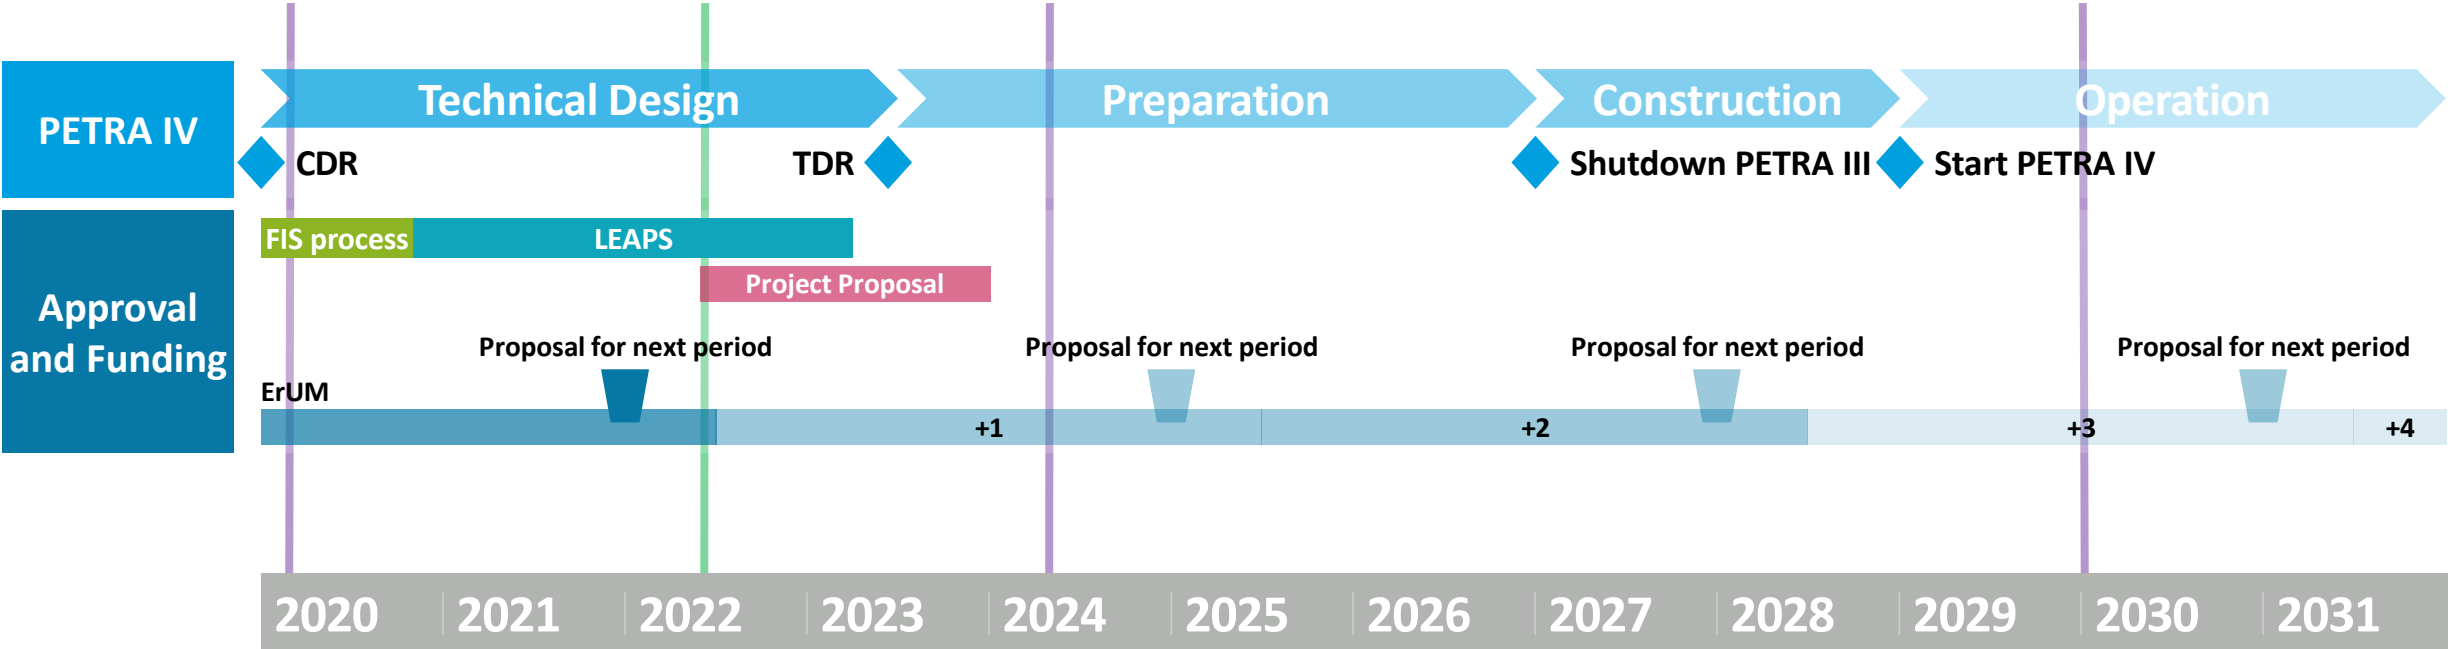 PETRA IV
Technical Design
Preparation
Construction
Operation
CDR
TDR
Shutdown PETRA III
Start PETRA IV
Approval
and Funding
FIS process
LEAPS
Project Proposal
Proposal for next period
Proposal for next period
Proposal for next period
Proposal for next period
ErUM
+1
+2
+3
+4
2020
2021
2022
2023
2024
2025
2026
2027
2028
2029
2030
2031